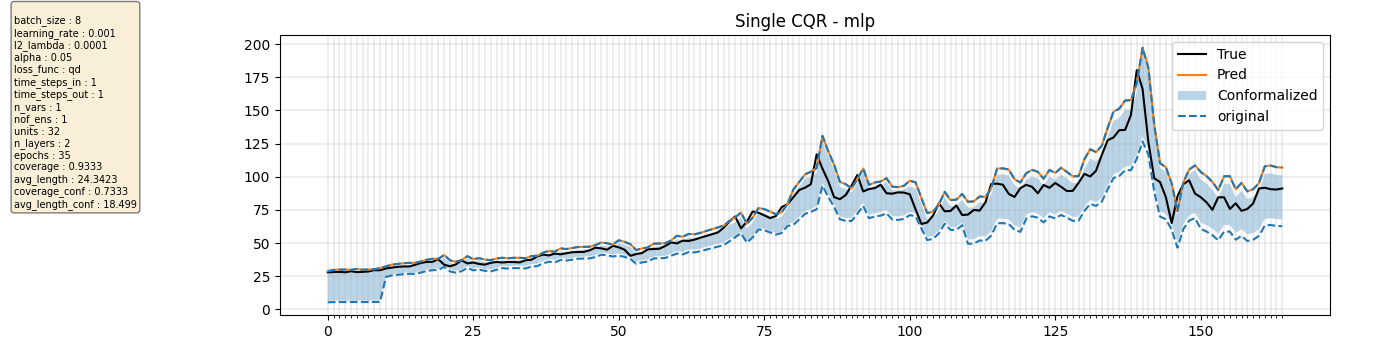 batch_size : 8
learning_rate : 0.001
l2_lambda : 0.0001
alpha : 0.05
loss_func : qd
time_steps_in : 1
time_steps_out : 1
n_vars : 1
nof_ens : 1
units : 32
n_layers : 2
epochs : 35
coverage : 0.9333
avg_length : 24.3423
coverage_conf : 0.7333
avg_length_conf : 18.499
Single CQR - mlp
200
175
150
125
100
75
50
25
0
True
Pred
Conformalized
original
0 25 50 75 100 125 150